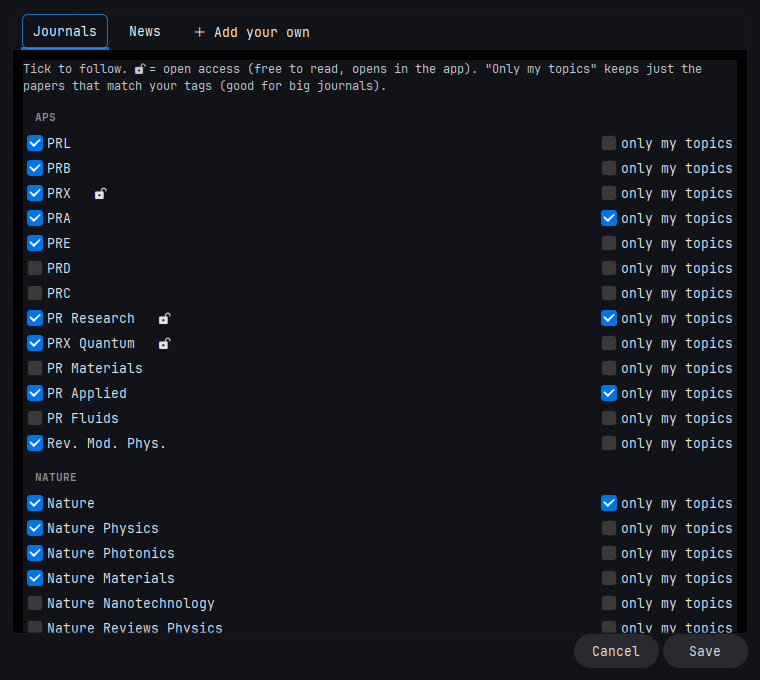 Journals News + Add your own
Tick to follow. 🔓 = open access (free to read, opens in the app). "Only my topics" keeps just the
papers that match your tags (good for big journals).
APS
PRL only my topics
PRB only my topics
PRX 🔓 only my topics
PRA only my topics
PRE only my topics
PRD only my topics
PRC only my topics
PR Research 🔓 only my topics
PRX Quantum 🔓 only my topics
PR Materials only my topics
PR Applied only my topics
PR Fluids only my topics
Rev. Mod. Phys. only my topics
NATURE
Nature only my topics
Nature Physics only my topics
Nature Photonics only my topics
Nature Materials only my topics
Nature Nanotechnology only my topics
Nature Reviews Physics only my topics
Cancel Save